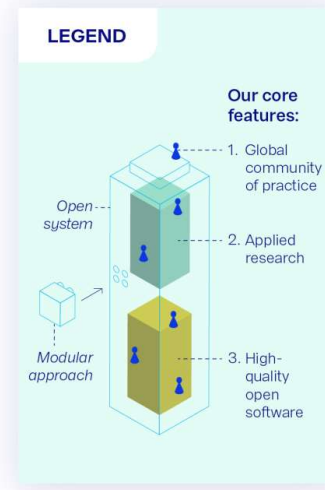 LEGEND
Our core
features:
1. Global
community
of practice
Open
system
2. Applied
research
Modular
approach
3. High-
quality
open
software